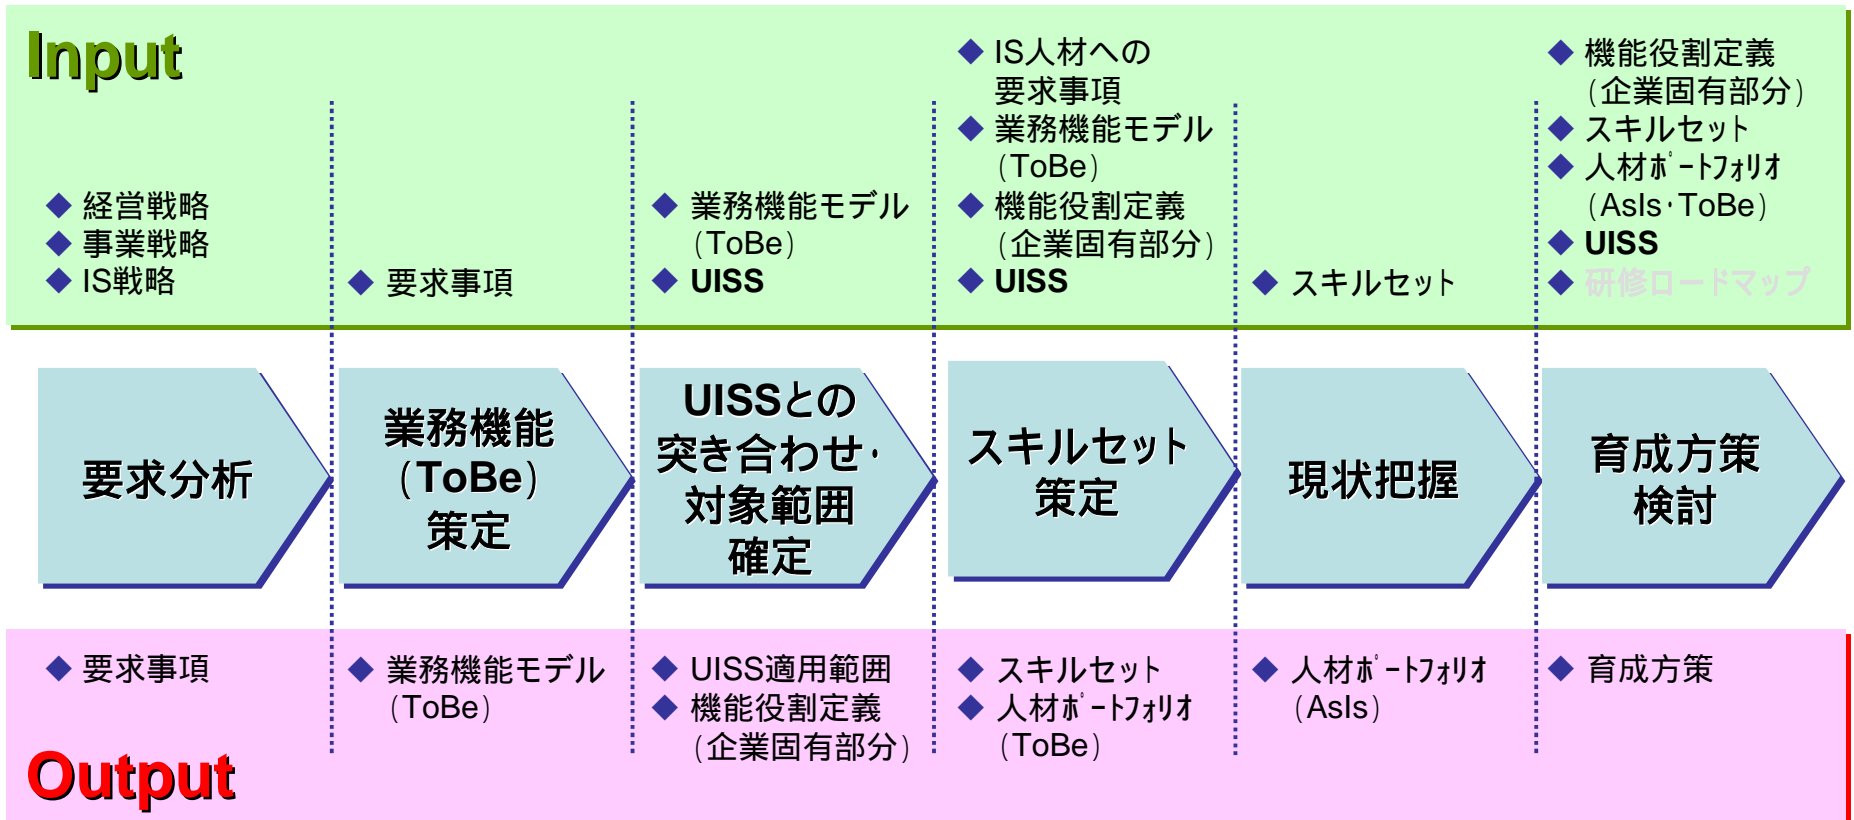 Input
経営戦略
事業戦略
IS戦略
要求事項
業務機能モデル
(ToBe)
UISS
IS人材への
要求事項
業務機能モデル
(ToBe)
機能役割定義
(企業固有部分)
UISS
スキルセット
機能役割定義
(企業固有部分)
スキルセット
人材ﾎﾟｰﾄﾌｫﾘｵ
(AsIs･ToBe)
UISS
研修ロードマップ
要求分析
業務機能
(ToBe)
策定
UISSとの
突き合わせ･
対象範囲
確定
スキルセット
策定
現状把握
育成方策
検討
要求事項
業務機能モデル
(ToBe)
UISS適用範囲
機能役割定義
(企業固有部分)
スキルセット
人材ﾎﾟｰﾄﾌｫﾘｵ
(ToBe)
人材ﾎﾟｰﾄﾌｫﾘｵ
(AsIs)
育成方策
Output